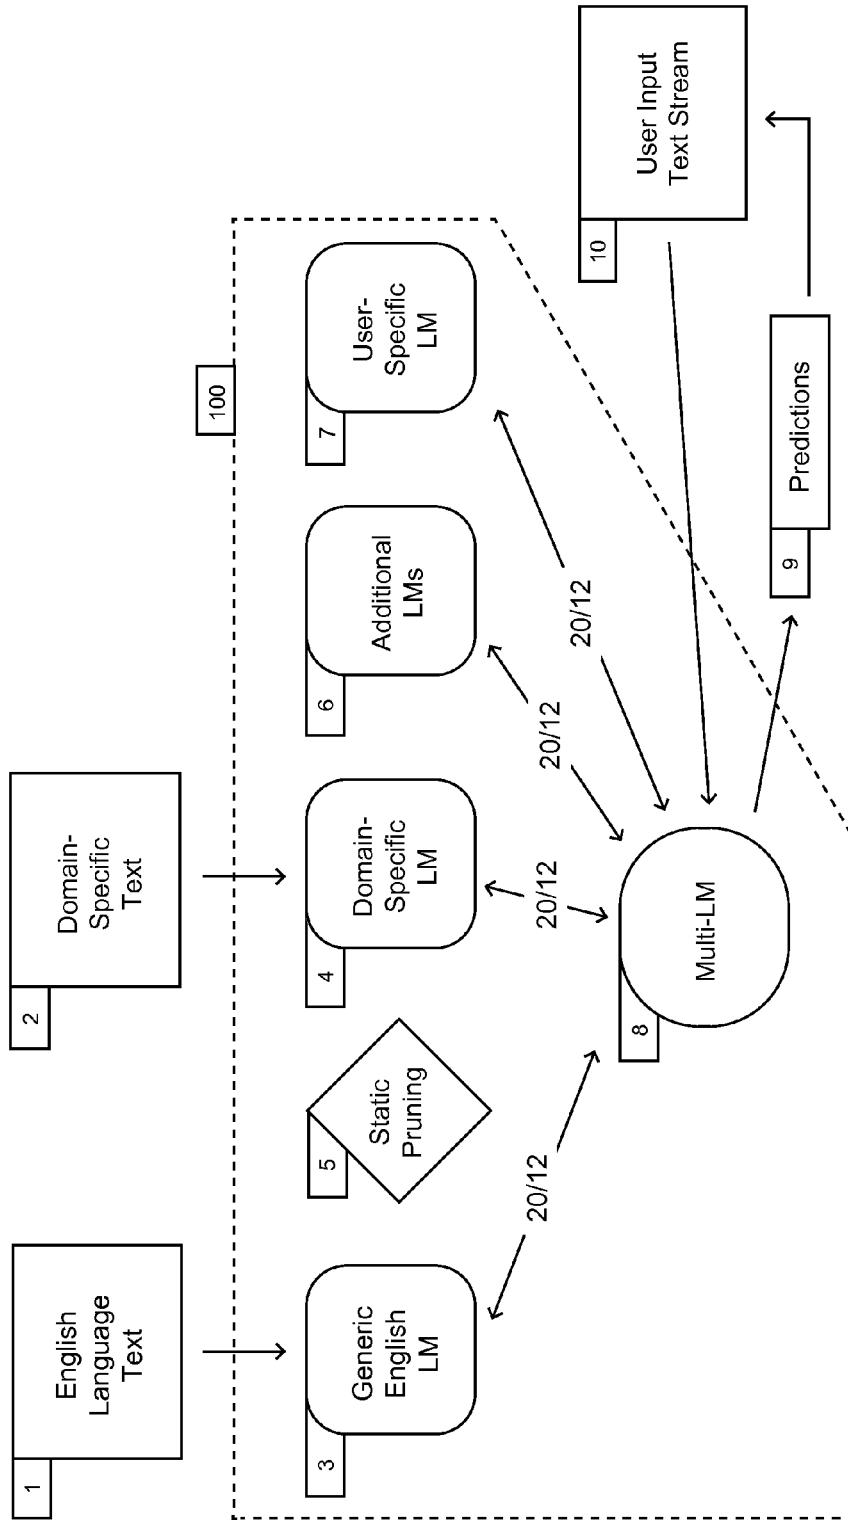 1
English
Language
Text
2
Domain-
Specific
Text
100
3
Generic
English
LM
5
Static
Pruning
4
Domain-
Specific
LM
6
Additional
LMs
7
User-
Specific
LM
20/12
20/12
20/12
20/12
8
Multi-LM
9
Predictions
10
User Input
Text Stream